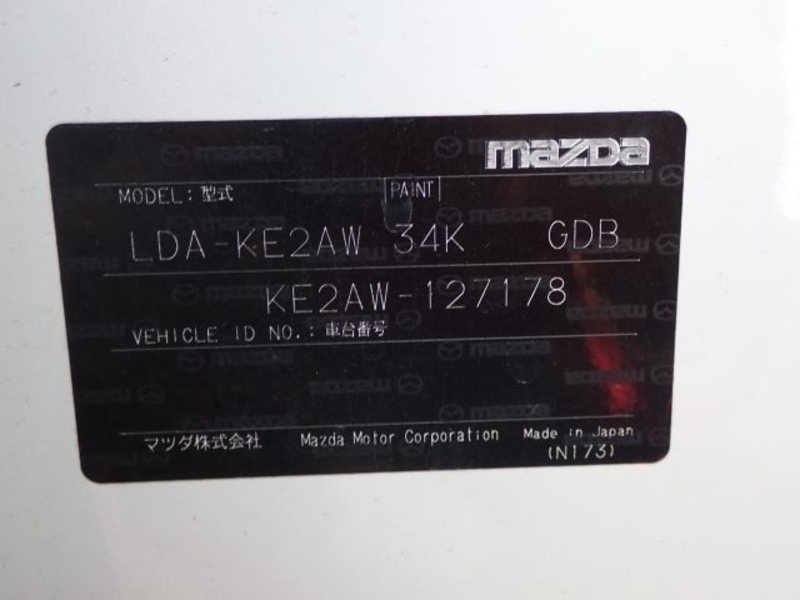 mazda
MODEL: 型式 PAINT
LDA-KE2AW 34K GDB
KE2AW-127178
VEHICLE ID NO.: 車台番号
マツダ株式会社 Mazda Motor Corporation Made in Japan
(N173)